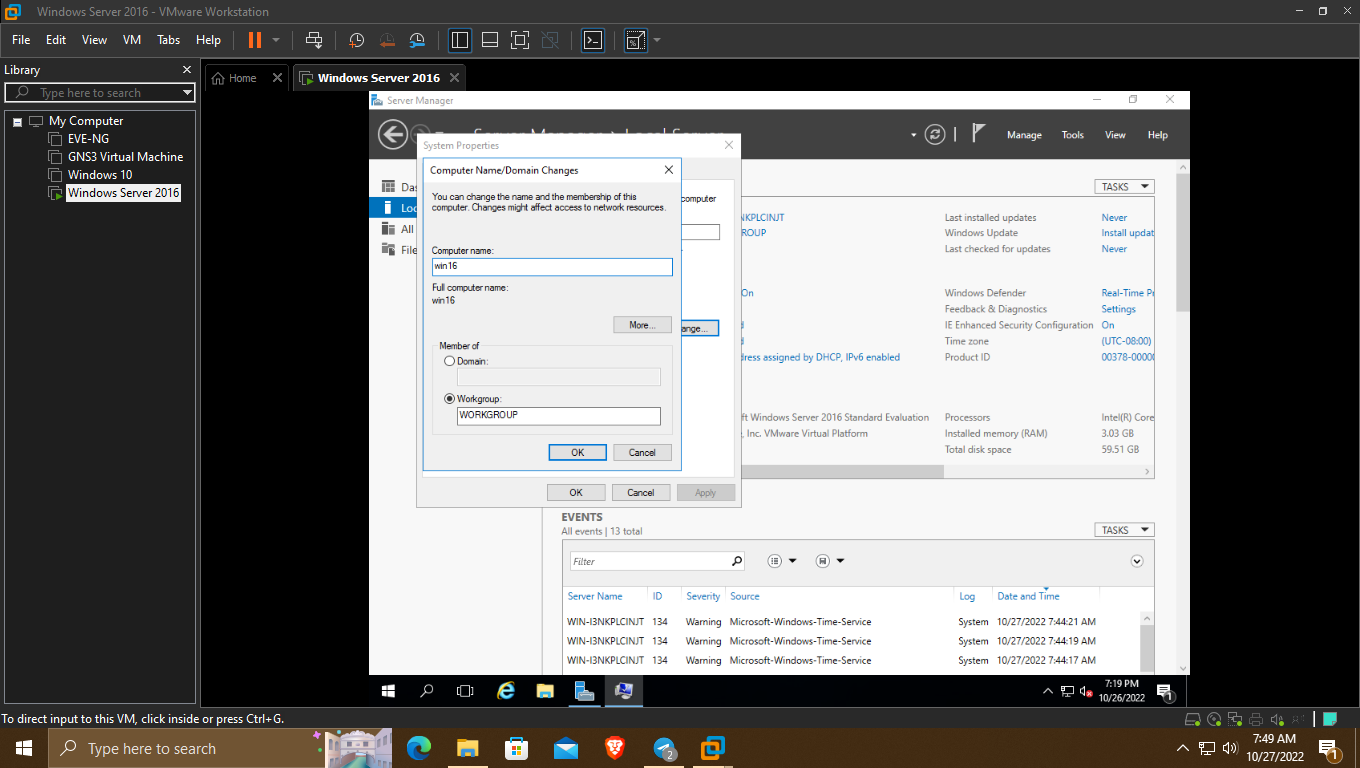 Windows Server 2016 - VMware Workstation
File Edit View VM Tabs Help
Library
Type here to search
My Computer
EVE-NG
GNS3 Virtual Machine
Windows 10
Windows Server 2016
Home
Windows Server 2016
Server Manager
Manage Tools View Help
System Properties
Computer Name/Domain Changes
You can change the name and the membership of this
computer. Changes might affect access to network resources.
Computer name:
win16
Full computer name:
win16
More...
Member of
Domain:
Workgroup:
WORKGROUP
OK Cancel
computer
ange...
OK Cancel Apply
Das
Loc
All
File
TASKS
NKPLCINJT
ROUP
On
d
d
dress assigned by DHCP, IPv6 enabled
ft Windows Server 2016 Standard Evaluation
, Inc. VMware Virtual Platform
Last installed updates Never
Windows Update Install updat
Last checked for updates Never
Windows Defender Real-Time Pr
Feedback & Diagnostics Settings
IE Enhanced Security Configuration On
Time zone (UTC-08:00)
Product ID 00378-0000
Processors Intel(R) Core
Installed memory (RAM) 3.03 GB
Total disk space 59.51 GB
EVENTS
All events | 13 total
TASKS
Filter
Server Name ID Severity Source Log Date and Time
WIN-I3NKPLCINJT 134 Warning Microsoft-Windows-Time-Service System 10/27/2022 7:44:21 AM
WIN-I3NKPLCINJT 134 Warning Microsoft-Windows-Time-Service System 10/27/2022 7:44:19 AM
WIN-I3NKPLCINJT 134 Warning Microsoft-Windows-Time-Service System 10/27/2022 7:44:17 AM
7:19 PM
10/26/2022
1
To direct input to this VM, click inside or press Ctrl+G.
Type here to search
2
7:49 AM
10/27/2022
1